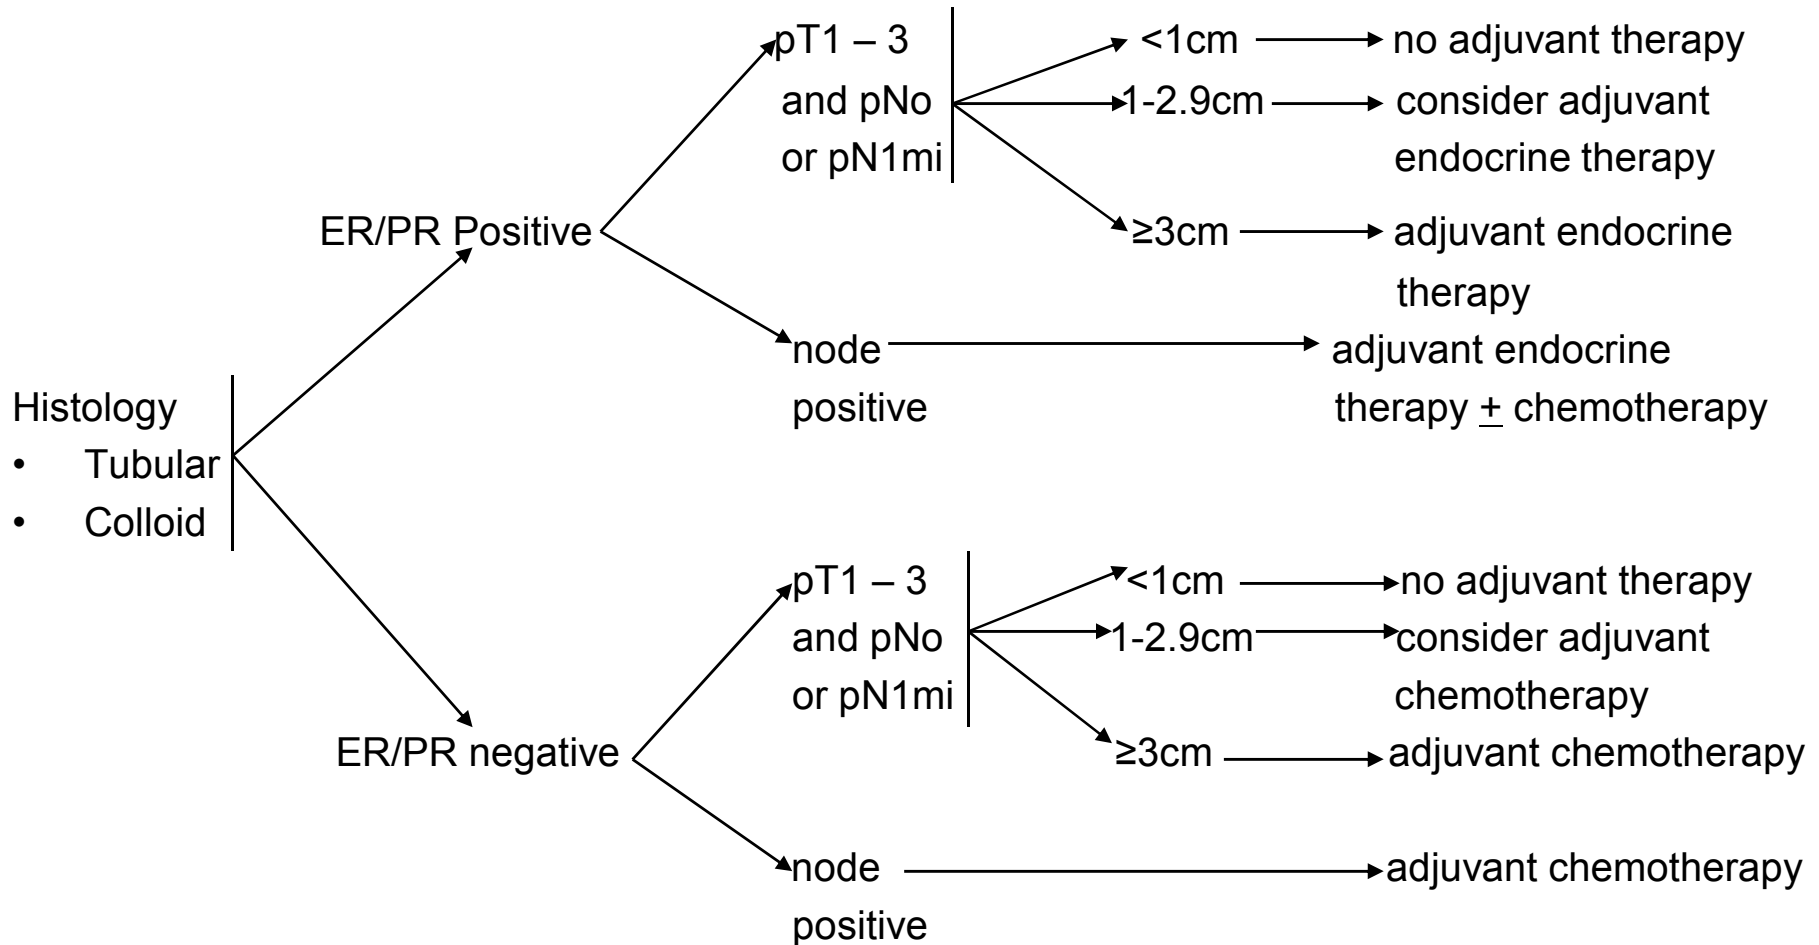 Histology
• Tubular
• Colloid
ER/PR Positive
pT1 – 3
and pNo
or pN1mi
<1cm
no adjuvant therapy
1-2.9cm
consider adjuvant
endocrine therapy
≥3cm
adjuvant endocrine
therapy
node
positive
adjuvant endocrine
therapy ± chemotherapy
ER/PR negative
pT1 – 3
and pNo
or pN1mi
<1cm
no adjuvant therapy
1-2.9cm
consider adjuvant
chemotherapy
≥3cm
adjuvant chemotherapy
node
positive
adjuvant chemotherapy